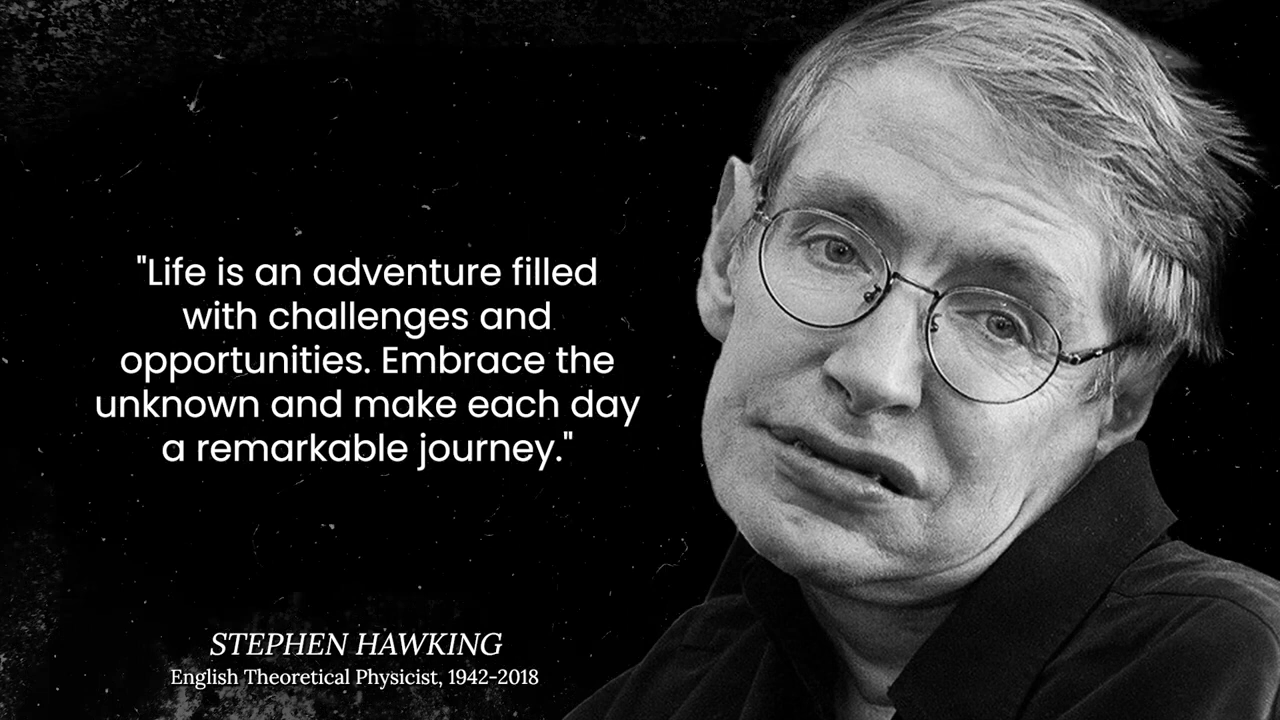 "Life is an adventure filled
with challenges and
opportunities. Embrace the
unknown and make each day
a remarkable journey."
STEPHEN HAWKING
English Theoretical Physicist, 1942-2018